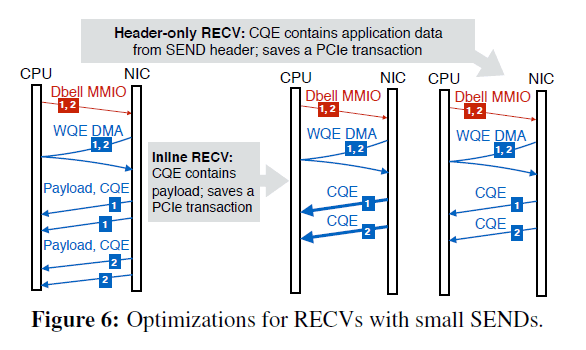 Header-only RECV: CQE contains application data
from SEND header; saves a PCIe transaction
CPU NIC
Dbell MMIO
1, 2
WQE DMA
1, 2
Payload, CQE
1
1
Payload, CQE
2
2
Inline RECV:
CQE contains
payload; saves a
PCIe transaction
CPU NIC
Dbell MMIO
1, 2
WQE DMA
1, 2
CQE
1
CQE
2
CPU NIC
Dbell MMIO
1, 2
WQE DMA
1, 2
CQE
1
CQE
2
Figure 6: Optimizations for RECVs with small SENDs.